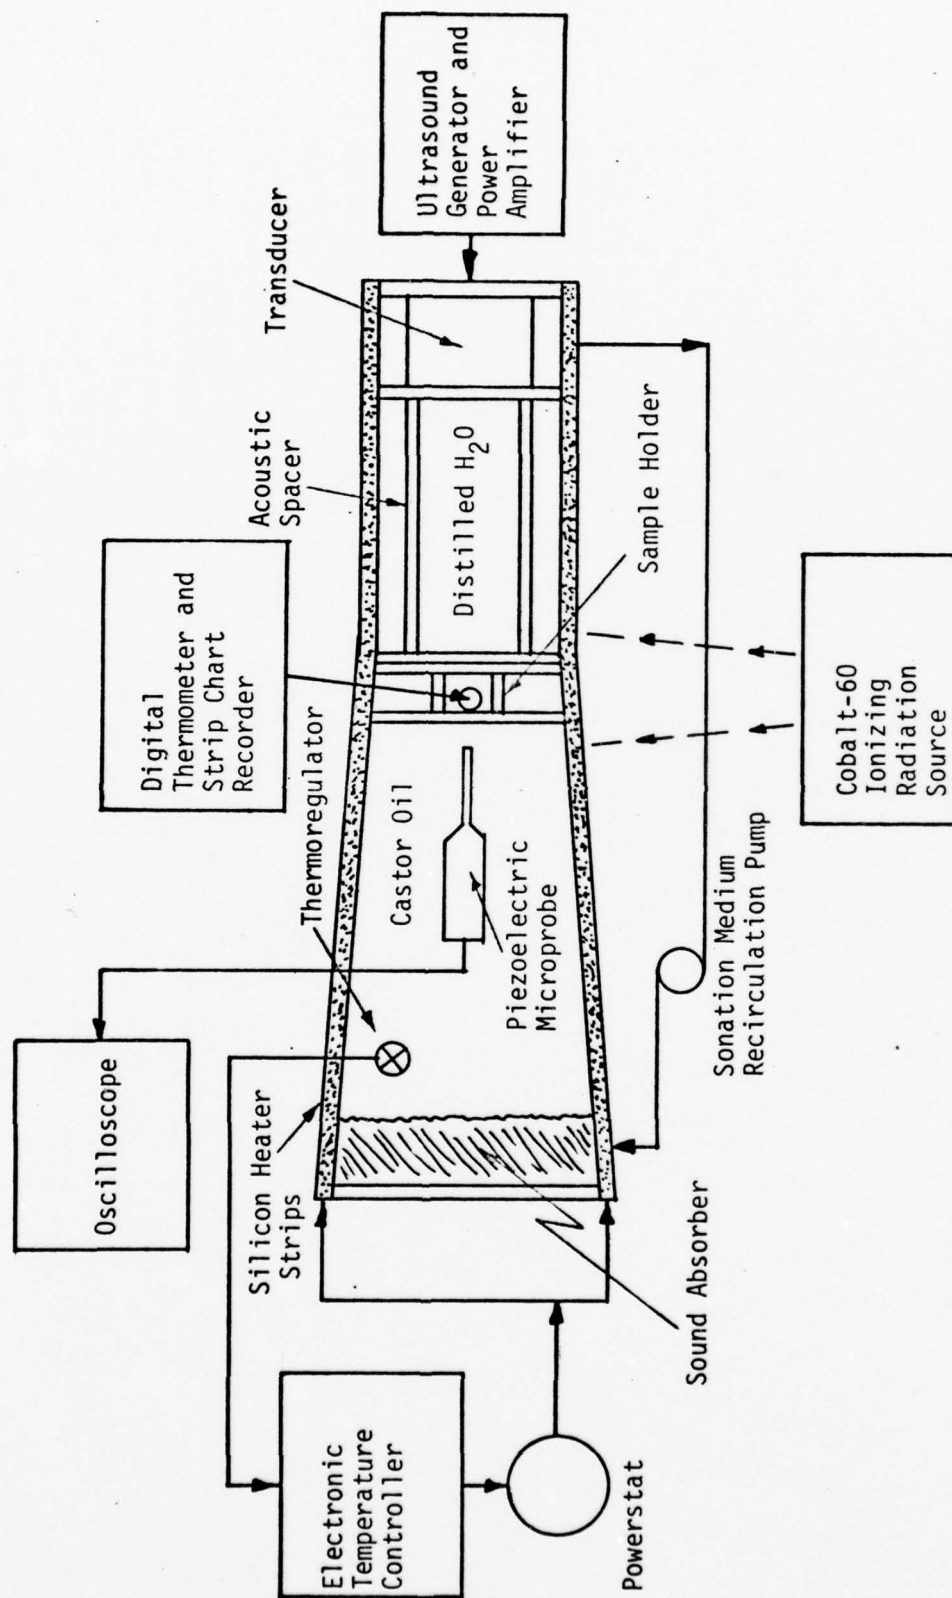 Oscilloscope
Digital
Thermometer and
Strip Chart
Recorder
Ultrasound
Generator and
Power
Amplifier
Electronic
Temperature
Controller
Silicon Heater
Strips
Thermoregulator
Acoustic
Spacer
Transducer
Castor Oil
Distilled H₂O
Piezoelectric
Microprobe
Sample Holder
Powerstat
Sound Absorber
Sonation Medium
Recirculation Pump
Cobalt-60
Ionizing
Radiation
Source